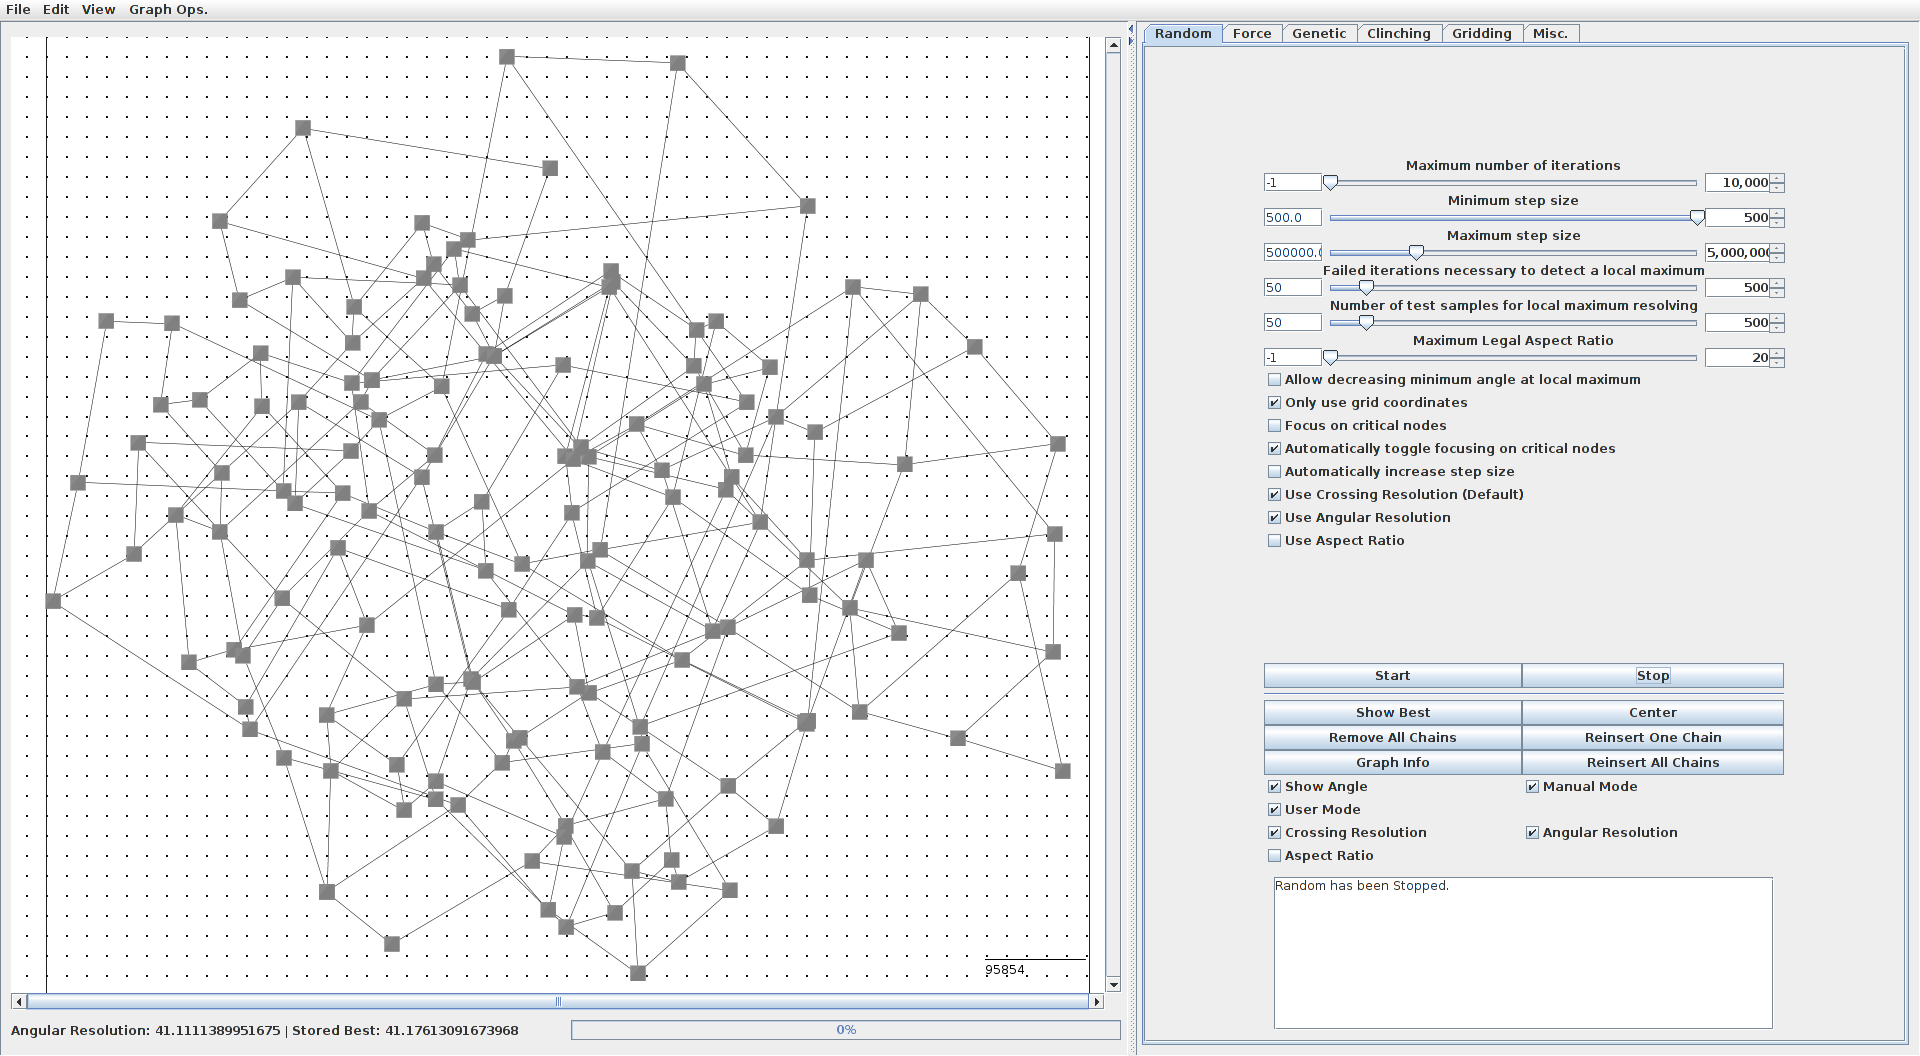 File Edit View Graph Ops.
Random Force Genetic Clinching Gridding Misc.
Maximum number of iterations
-1 10,000
Minimum step size
500.0 500
Maximum step size
500000.0 5,000,000
Failed iterations necessary to detect a local maximum
50 500
Number of test samples for local maximum resolving
50 500
Maximum Legal Aspect Ratio
-1 20
Allow decreasing minimum angle at local maximum
Only use grid coordinates
Focus on critical nodes
Automatically toggle focusing on critical nodes
Automatically increase step size
Use Crossing Resolution (Default)
Use Angular Resolution
Use Aspect Ratio
Start Stop
Show Best Center
Remove All Chains Reinsert One Chain
Graph Info Reinsert All Chains
Show Angle Manual Mode
User Mode
Crossing Resolution Angular Resolution
Aspect Ratio
Random has been Stopped.
95854
Angular Resolution: 41.1111389951675 | Stored Best: 41.17613091673968 0%